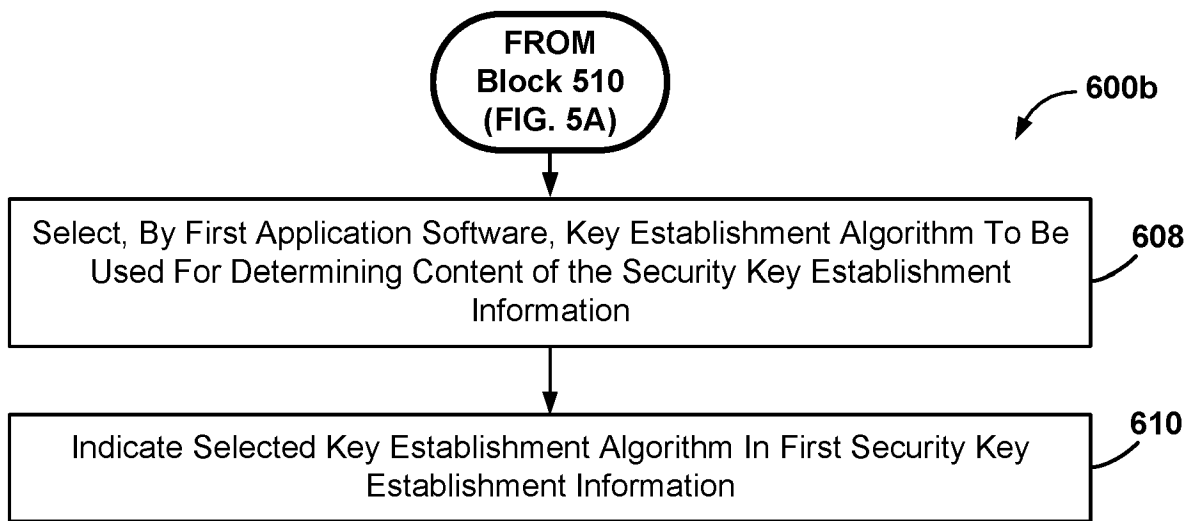 FROM
Block 510
(FIG. 5A)
600b
Select, By First Application Software, Key Establishment Algorithm To Be
Used For Determining Content of the Security Key Establishment
Information
608
Indicate Selected Key Establishment Algorithm In First Security Key
Establishment Information
610